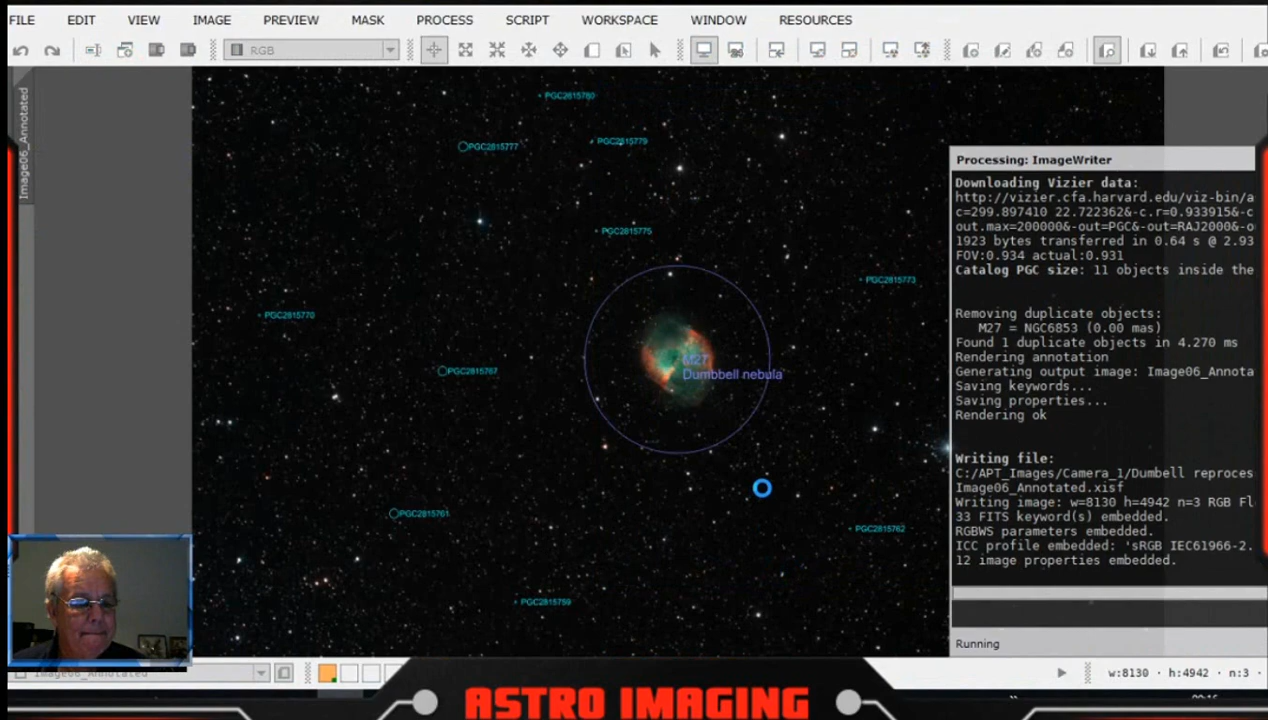 FILE EDIT VIEW IMAGE PREVIEW MASK PROCESS SCRIPT WORKSPACE WINDOW RESOURCES
RGB
Image06_Annotated
PGC2815780
PGC2815779
PGC2815777
PGC2815775
PGC2815773
PGC2815770
M27
Dumbbell nebula
PGC2815767
PGC2815761
PGC2815762
PGC2815759
Processing: ImageWriter
Downloading Vizier data:
http://vizier.cfa.harvard.edu/viz-bin/a
c=299.897410 22.722362&-c.r=0.933915&-c
out.max=200000&-out=PGC&-out=RAJ2000&-o
1923 bytes transferred in 0.64 s @ 2.93
FOV:0.934 actual:0.931
Catalog PGC size: 11 objects inside the
Removing duplicate objects:
M27 = NGC6853 (0.00 mas)
Found 1 duplicate objects in 4.270 ms
Rendering annotation
Generating output image: Image06_Annota
Saving keywords...
Saving properties...
Rendering ok
Writing file:
C:/APT_Images/Camera_1/Dumbell reproces
Image06_Annotated.xisf
Writing image: w=8130 h=4942 n=3 RGB Fl
33 FITS keyword(s) embedded.
RGBWS parameters embedded.
ICC profile embedded: 'sRGB IEC61966-2.
12 image properties embedded.
Running
Image06_Annotated
w:8130 · h:4942 · n:3 ·
ASTRO IMAGING